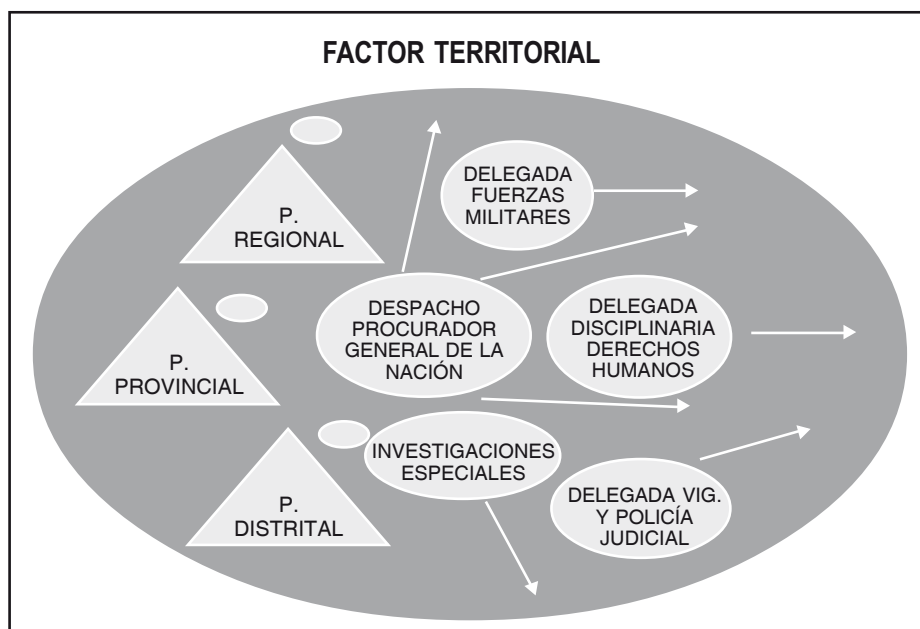 FACTOR TERRITORIAL
P.
REGIONAL
DELEGADA
FUERZAS
MILITARES
P.
PROVINCIAL
DESPACHO
PROCURADOR
GENERAL DE LA
NACIÓN
DELEGADA
DISCIPLINARIA
DERECHOS
HUMANOS
P.
DISTRITAL
INVESTIGACIONES
ESPECIALES
DELEGADA VIG.
Y POLICÍA
JUDICIAL